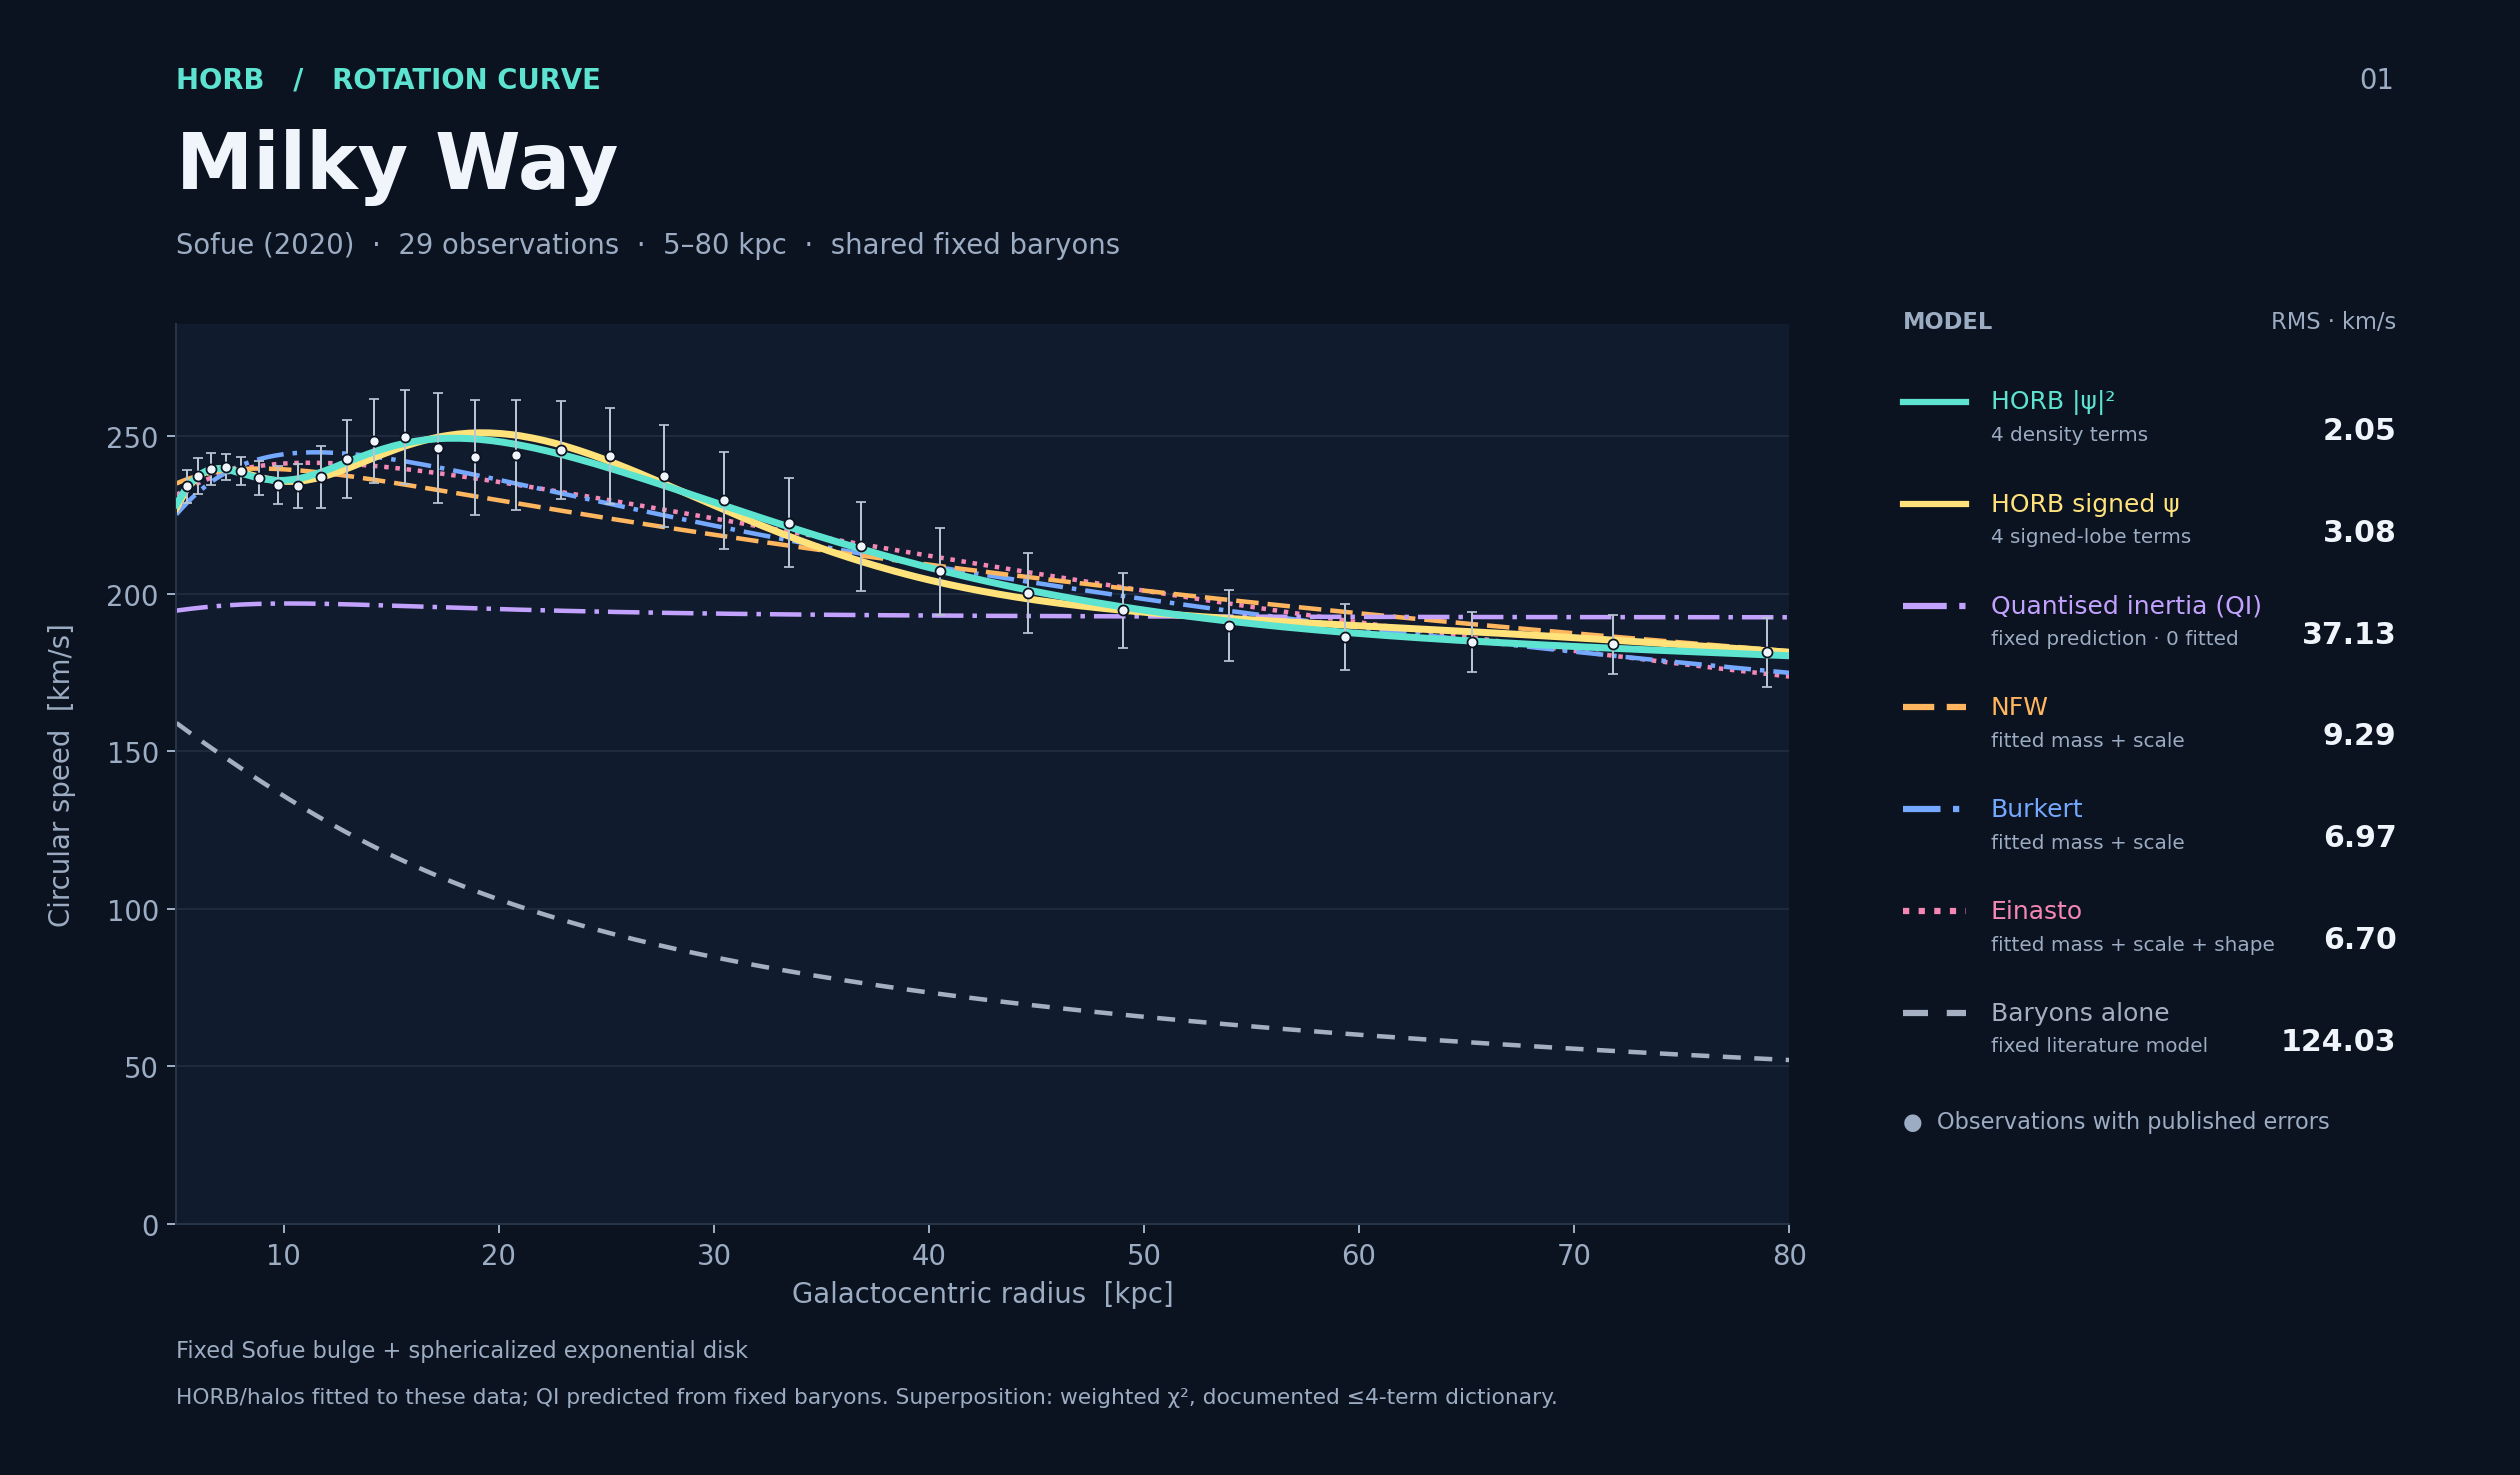 HORB / ROTATION CURVE
01
Milky Way
Sofue (2020) · 29 observations · 5–80 kpc · shared fixed baryons
MODEL RMS · km/s
HORB |ψ|²
4 density terms 2.05
HORB signed ψ
4 signed-lobe terms 3.08
Quantised inertia (QI)
fixed prediction · 0 fitted 37.13
NFW
fitted mass + scale 9.29
Burkert
fitted mass + scale 6.97
Einasto
fitted mass + scale + shape 6.70
Baryons alone
fixed literature model 124.03
Observations with published errors
Circular speed [km/s]
250
200
150
100
50
0
10 20 30 40 50 60 70 80
Galactocentric radius [kpc]
Fixed Sofue bulge + sphericalized exponential disk
HORB/halos fitted to these data; QI predicted from fixed baryons. Superposition: weighted χ², documented ≤4-term dictionary.